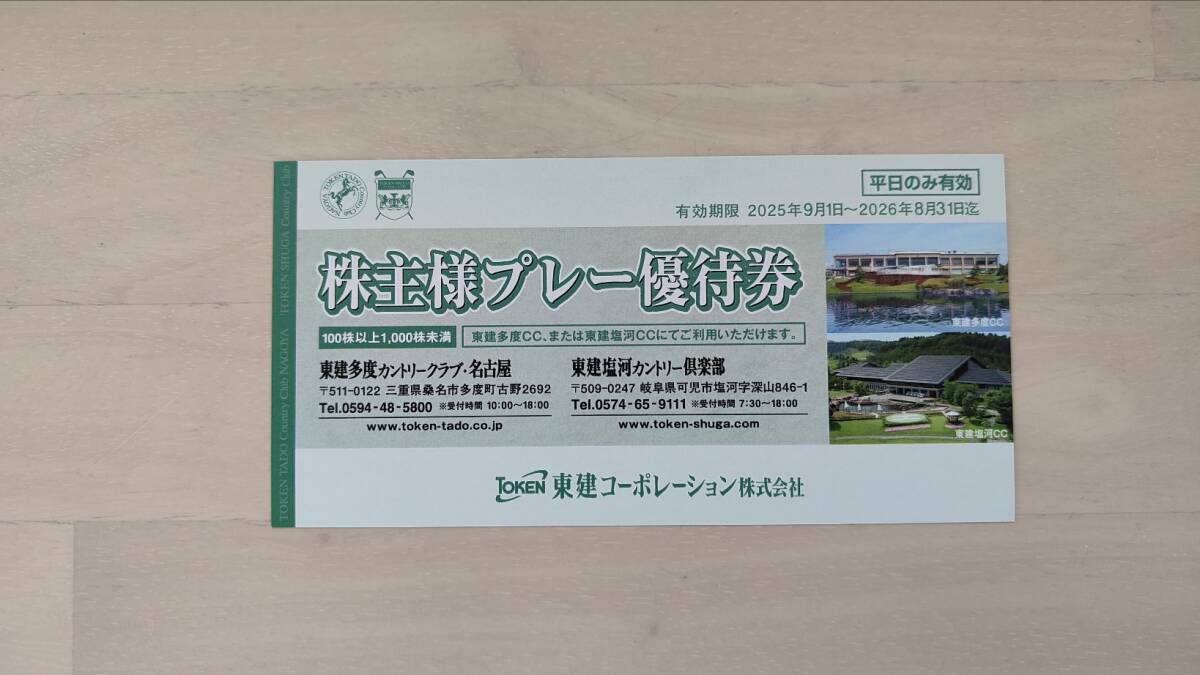 TOKEN TADO Country Club NAGOYA TOKEN SHUGA Country Club
TOKEN TADO Country Club NAGOYA
平日のみ有効
有効期限 2025年9月1日〜2026年8月31日迄
株主様プレー優待券
100株以上1,000株未満
東建多度CC、または東建塩河CCにてご利用いただけます。
東建多度カントリークラブ・名古屋
〒511-0122 三重県桑名市多度町古野2692
Tel.0594-48-5800 ※受付時間 10:00〜18:00
www.token-tado.co.jp
東建塩河カントリー倶楽部
〒509-0247 岐阜県可児市塩河字深山846-1
Tel.0574-65-9111 ※受付時間 7:30〜18:00
www.token-shuga.com
東建多度CC
東建塩河CC
TOKEN 東建コーポレーション株式会社